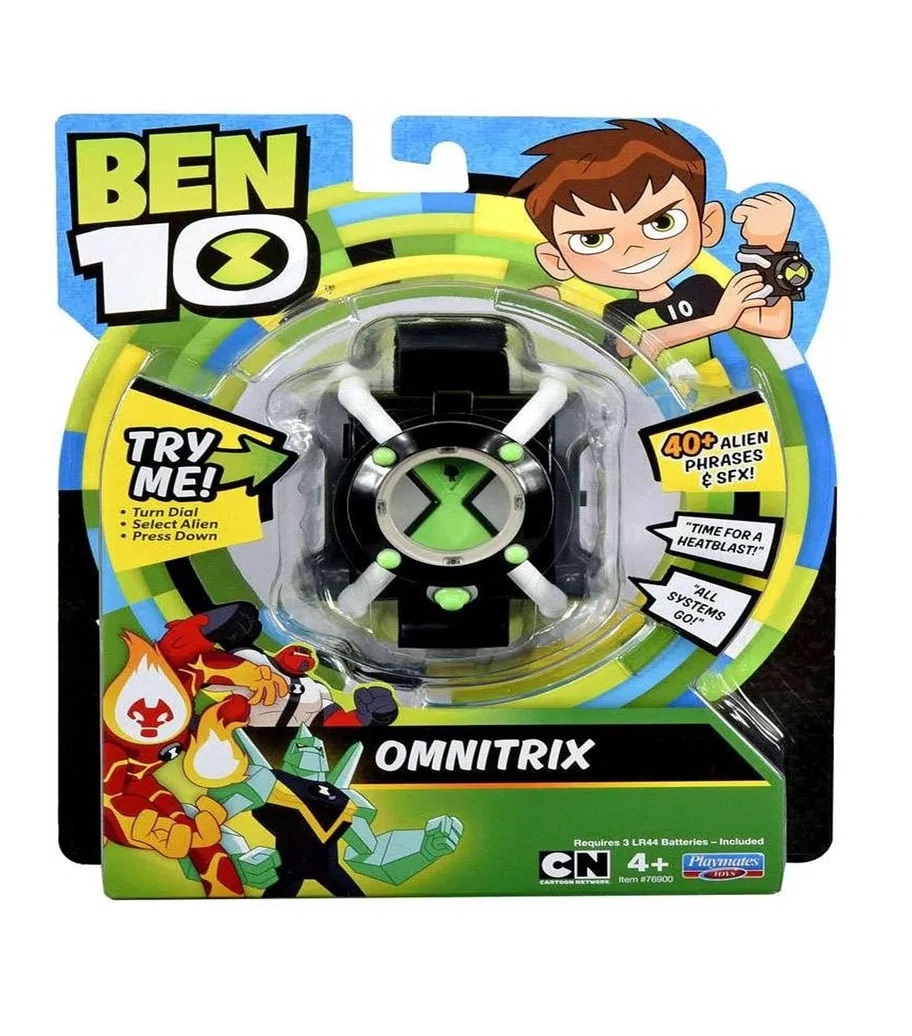 BEN
10
10
TRY
ME!
• Turn Dial
• Select Alien
• Press Down
40+ ALIEN
PHRASES
& SFX!
"TIME FOR A
HEATBLAST!"
"ALL
SYSTEMS
GO!"
OMNITRIX
Requires 3 LR44 Batteries – Included
CN
CARTOON NETWORK
4+
Item #76900
Playmates
TOYS